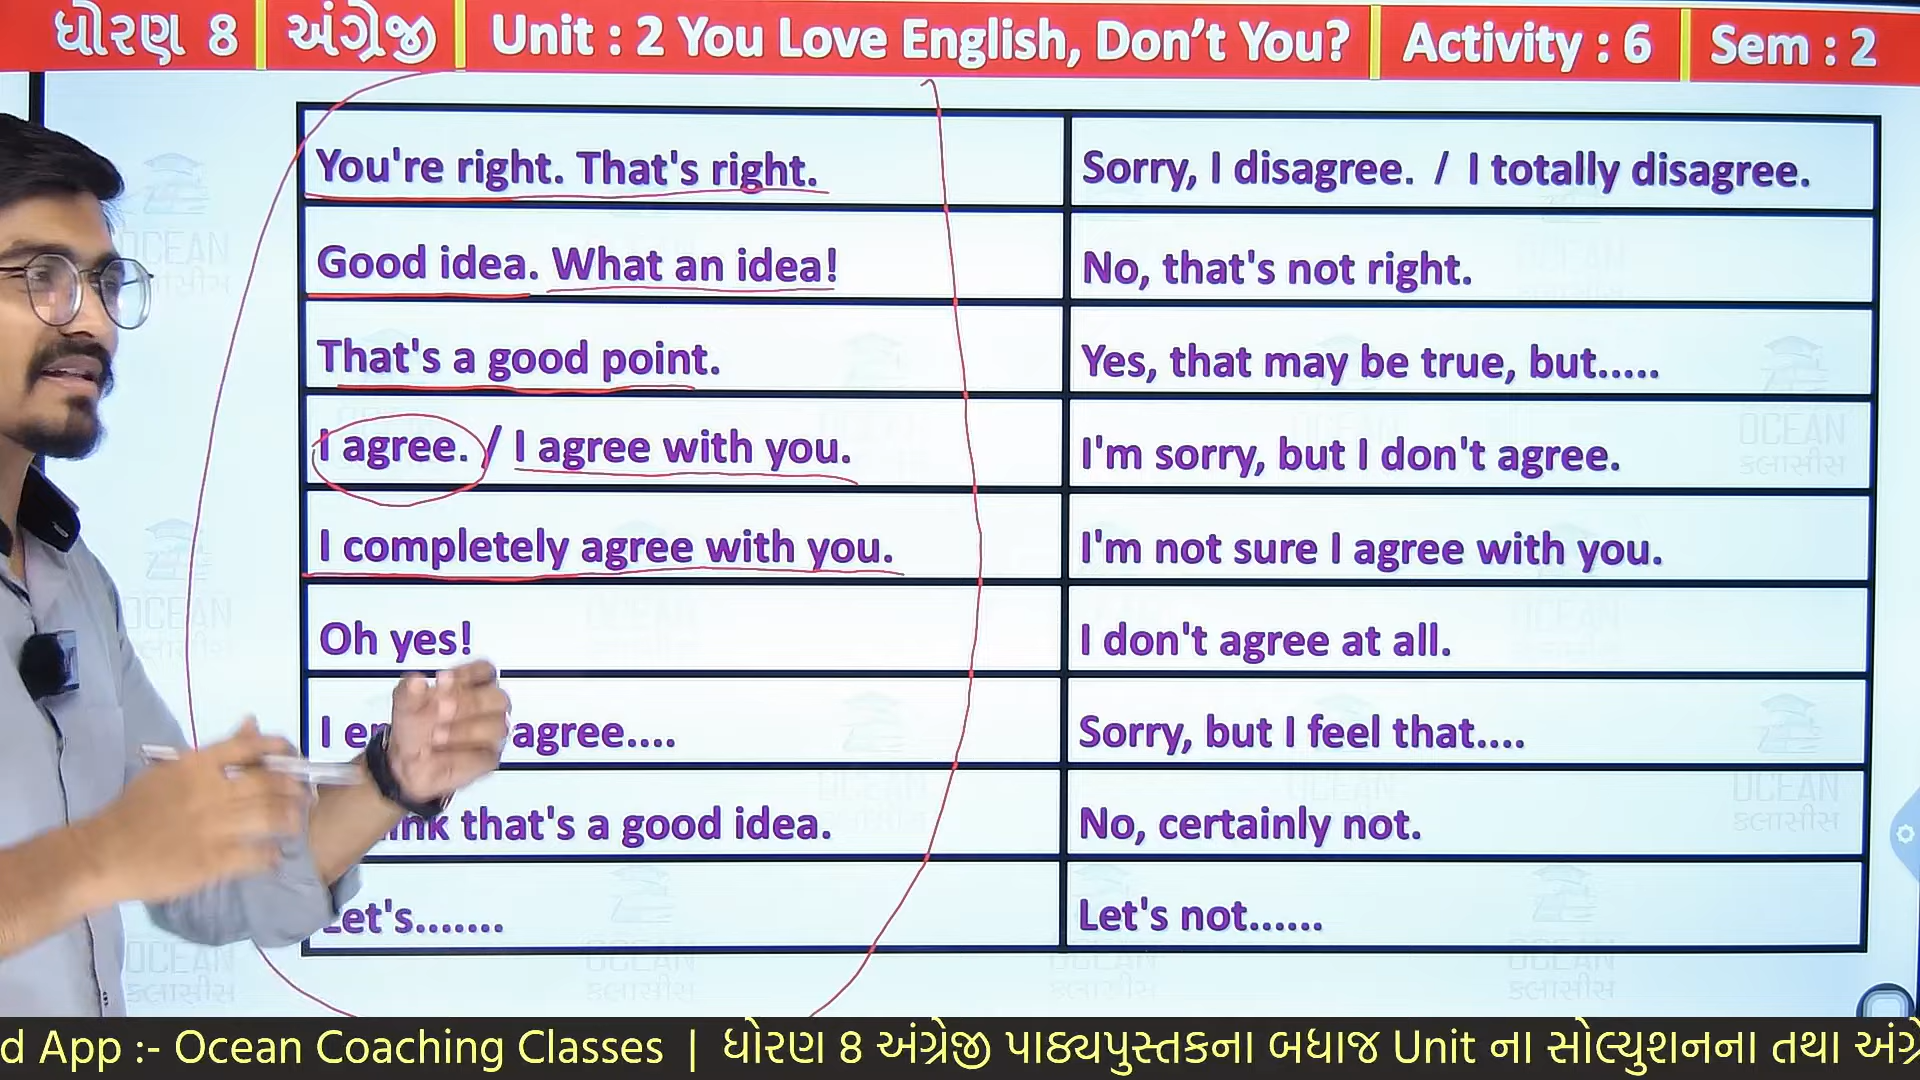 ધોરણ 8 અંગ્રેજી Unit : 2 You Love English, Don’t You? Activity : 6 Sem : 2
You're right. That's right. Sorry, I disagree. / I totally disagree.
Good idea. What an idea! No, that's not right.
That's a good point. Yes, that may be true, but.....
I agree. / I agree with you. I'm sorry, but I don't agree.
I completely agree with you. I'm not sure I agree with you.
Oh yes! I don't agree at all.
I agree.... Sorry, but I feel that....
that's a good idea. No, certainly not.
Let's....... Let's not......
OCEAN
ક્લાસીસ
App :- Ocean Coaching Classes | ધોરણ 8 અંગ્રેજી પાઠ્યપુસ્તકના બધાજ Unit ના સોલ્યુશનના તથા